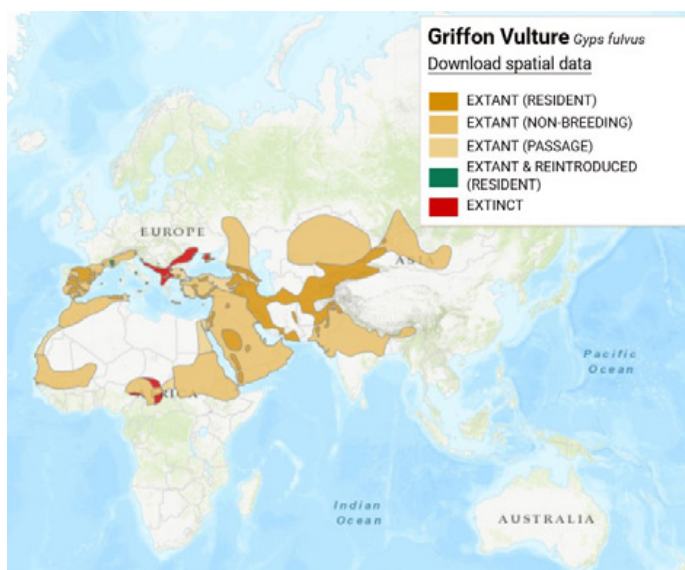 Griffon Vulture Gyps fulvus
Download spatial data
EXTANT (RESIDENT)
EXTANT (NON-BREEDING)
EXTANT (PASSAGE)
EXTANT & REINTRODUCED
(RESIDENT)
EXTINCT
EUROPE
Pacific
Ocean
Indian
Ocean
AUSTRALIA